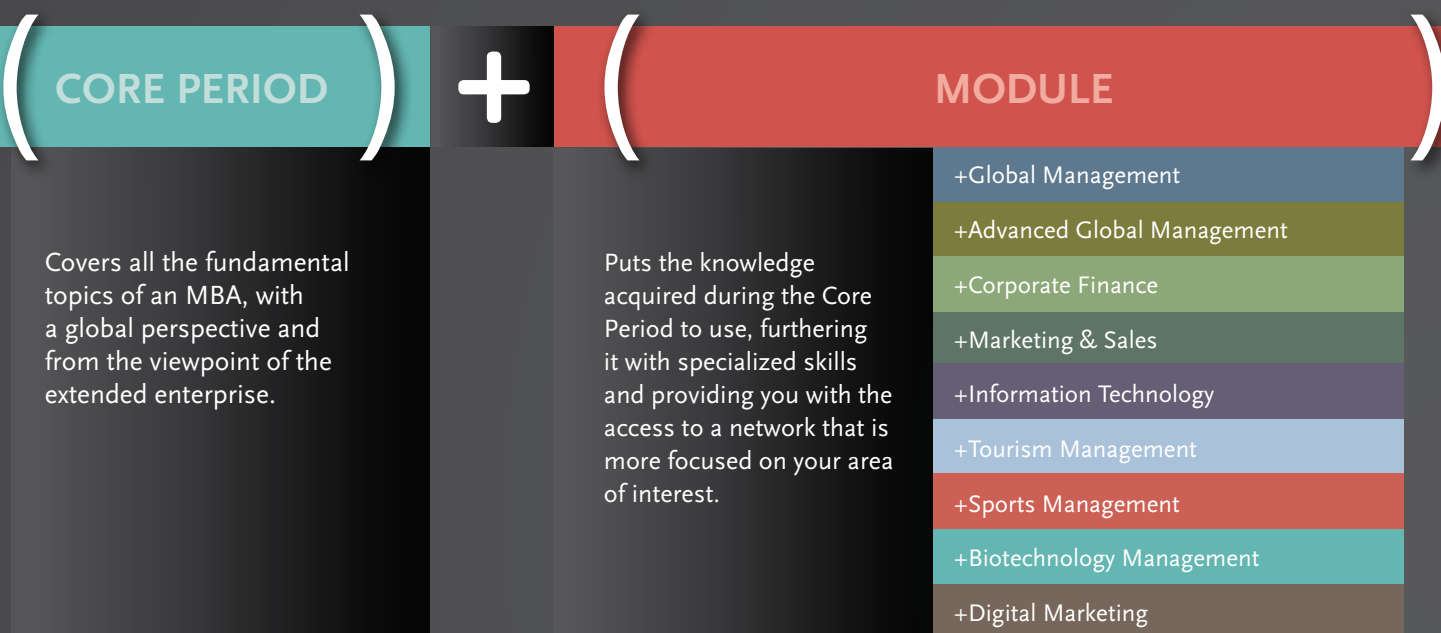 ( CORE PERIOD ) + ( MODULE )
Covers all the fundamental
topics of an MBA, with
a global perspective and
from the viewpoint of the
extended enterprise.
Puts the knowledge
acquired during the Core
Period to use, furthering
it with specialized skills
and providing you with the
access to a network that is
more focused on your area
of interest.
+Global Management
+Advanced Global Management
+Corporate Finance
+Marketing & Sales
+Information Technology
+Tourism Management
+Sports Management
+Biotechnology Management
+Digital Marketing